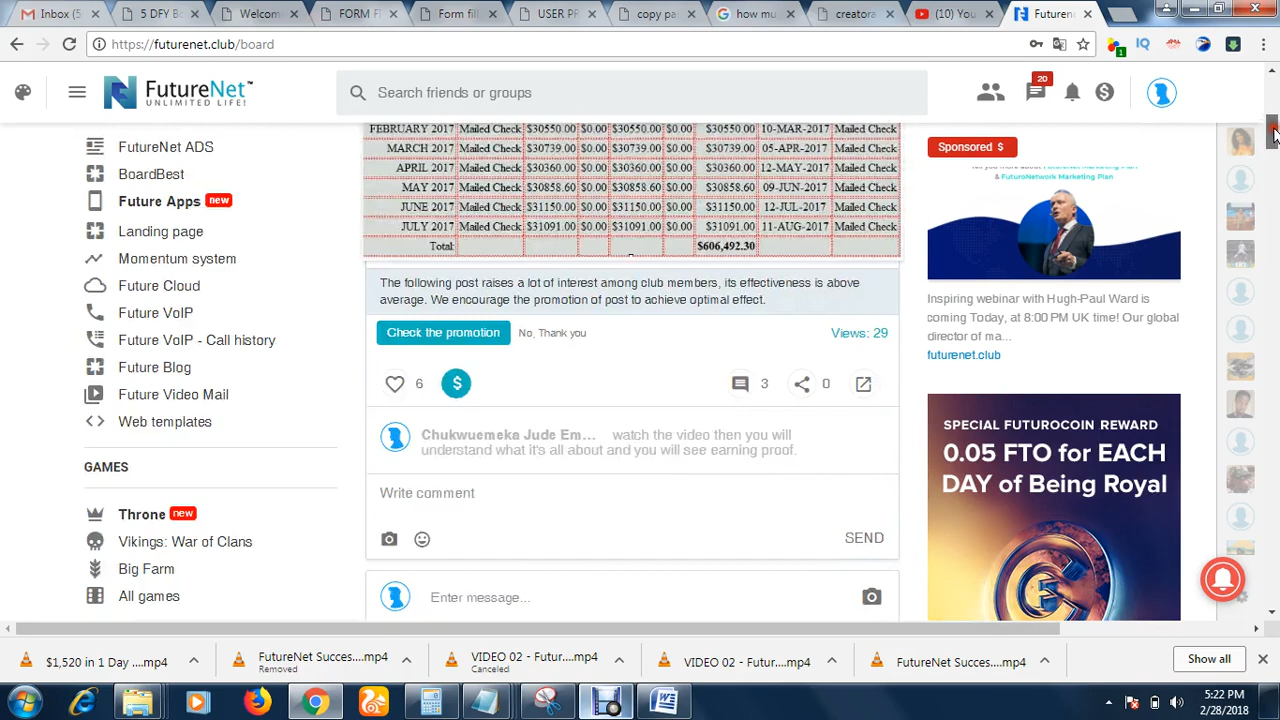 Inbox (5
5 DFY B
Welcom
FORM F
Form fill
USER PR
copy pa
how mu
creatora
(10) You
Futuren
https://futurenet.club/board
1
IQ
FutureNet™
UNLIMITED LIFE!
Search friends or groups
20
FutureNet ADS
BoardBest
Future Apps new
Landing page
Momentum system
Future Cloud
Future VoIP
Future VoIP - Call history
Future Blog
Future Video Mail
Web templates
GAMES
Throne new
Vikings: War of Clans
Big Farm
All games
FEBRUARY 2017 Mailed Check $30550.00 $0.00 $30550.00 $0.00 $30550.00 10-MAR-2017 Mailed Check
MARCH 2017 Mailed Check $30739.00 $0.00 $30739.00 $0.00 $30739.00 05-APR-2017 Mailed Check
APRIL 2017 Mailed Check $30360.00 $0.00 $30360.00 $0.00 $30360.00 12-MAY-2017 Mailed Check
MAY 2017 Mailed Check $30858.60 $0.00 $30858.60 $0.00 $30858.60 09-JUN-2017 Mailed Check
JUNE 2017 Mailed Check $31150.00 $0.00 $31150.00 $0.00 $31150.00 12-JUL-2017 Mailed Check
JULY 2017 Mailed Check $31091.00 $0.00 $31091.00 $0.00 $31091.00 11-AUG-2017 Mailed Check
Total: $606,492.30
The following post raises a lot of interest among club members, its effectiveness is above
average. We encourage the promotion of post to achieve optimal effect.
Check the promotion No, Thank you Views: 29
6 $ 3 0
Chukwuemeka Jude Em... watch the video then you will
understand what it's all about and you will see earning proof.
Write comment
SEND
Enter message...
Sponsored $
Tell you more about FutureNet Marketing Plan
& FuturoNetwork Marketing Plan
Inspiring webinar with Hugh-Paul Ward is
coming Today, at 8:00 PM UK time! Our global
director of ma...
futurenet.club
SPECIAL FUTUROCOIN REWARD
0.05 FTO for EACH
DAY of Being Royal
$1,520 in 1 Day ....mp4
FutureNet Succes....mp4
Removed
VIDEO 02 - Futur....mp4
Canceled
VIDEO 02 - Futur....mp4
FutureNet Succes....mp4
Show all
5:22 PM
2/28/2018